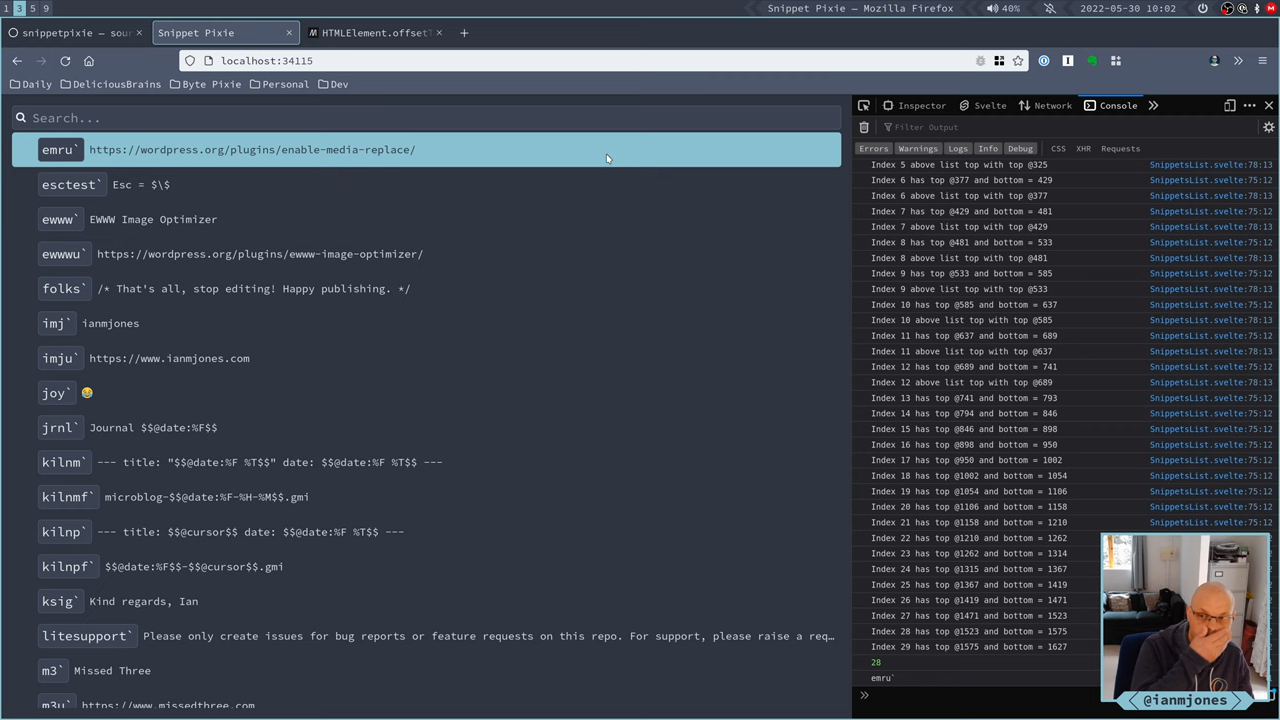 1 3 5 9
Snippet Pixie — Mozilla Firefox
40%
2022-05-30 10:02
snippetpixie — sour
Snippet Pixie
HTMLElement.offsetT
localhost:34115
Daily
DeliciousBrains
Byte Pixie
Personal
Dev
Search...
emru` https://wordpress.org/plugins/enable-media-replace/
esctest` Esc = $\$
ewww` EWWW Image Optimizer
ewwwu` https://wordpress.org/plugins/ewww-image-optimizer/
folks` /* That's all, stop editing! Happy publishing. */
imj` ianmjones
imju` https://www.ianmjones.com
joy` 😂
jrnl` Journal $$@date:%F$$
kilnm` --- title: "$$@date:%F %T$$" date: $$@date:%F %T$$ ---
kilnmf` microblog-$$@date:%F-%H-%M$$.gmi
kilnp` --- title: $$@cursor$$ date: $$@date:%F %T$$ ---
kilnpf` $$@date:%F$$-$$@cursor$$.gmi
ksig` Kind regards, Ian
litesupport` Please only create issues for bug reports or feature requests on this repo. For support, please raise a req…
m3` Missed Three
m3u` https://www.missedthree.com
Inspector
Svelte
Network
Console
Filter Output
Errors Warnings Logs Info Debug CSS XHR Requests
Index 5 above list top with top @325 SnippetsList.svelte:78:13
Index 6 has top @377 and bottom = 429 SnippetsList.svelte:75:12
Index 6 above list top with top @377 SnippetsList.svelte:78:13
Index 7 has top @429 and bottom = 481 SnippetsList.svelte:75:12
Index 7 above list top with top @429 SnippetsList.svelte:78:13
Index 8 has top @481 and bottom = 533 SnippetsList.svelte:75:12
Index 8 above list top with top @481 SnippetsList.svelte:78:13
Index 9 has top @533 and bottom = 585 SnippetsList.svelte:75:12
Index 9 above list top with top @533 SnippetsList.svelte:78:13
Index 10 has top @585 and bottom = 637 SnippetsList.svelte:75:12
Index 10 above list top with top @585 SnippetsList.svelte:78:13
Index 11 has top @637 and bottom = 689 SnippetsList.svelte:75:12
Index 11 above list top with top @637 SnippetsList.svelte:78:13
Index 12 has top @689 and bottom = 741 SnippetsList.svelte:75:12
Index 12 above list top with top @689 SnippetsList.svelte:78:13
Index 13 has top @741 and bottom = 793 SnippetsList.svelte:75:12
Index 14 has top @794 and bottom = 846 SnippetsList.svelte:75:12
Index 15 has top @846 and bottom = 898 SnippetsList.svelte:75:12
Index 16 has top @898 and bottom = 950 SnippetsList.svelte:75:12
Index 17 has top @950 and bottom = 1002 SnippetsList.svelte:75:12
Index 18 has top @1002 and bottom = 1054 SnippetsList.svelte:75:12
Index 19 has top @1054 and bottom = 1106 SnippetsList.svelte:75:12
Index 20 has top @1106 and bottom = 1158 SnippetsList.svelte:75:12
Index 21 has top @1158 and bottom = 1210 SnippetsList.svelte:75:12
Index 22 has top @1210 and bottom = 1262
Index 23 has top @1262 and bottom = 1314
Index 24 has top @1315 and bottom = 1367
Index 25 has top @1367 and bottom = 1419
Index 26 has top @1419 and bottom = 1471
Index 27 has top @1471 and bottom = 1523
Index 28 has top @1523 and bottom = 1575
Index 29 has top @1575 and bottom = 1627
28
emru`
@ianmjones